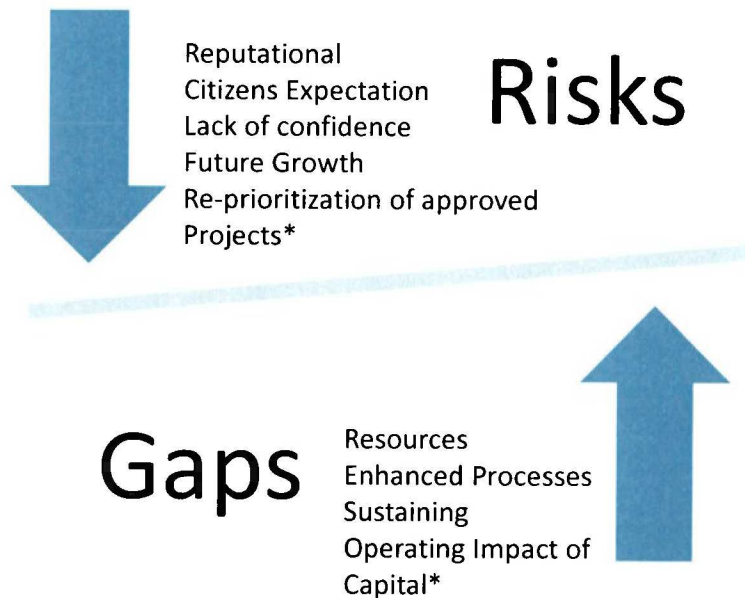 Risks
Reputational
Citizens Expectation
Lack of confidence
Future Growth
Re-prioritization of approved
Projects*
Gaps
Resources
Enhanced Processes
Sustaining
Operating Impact of
Capital*